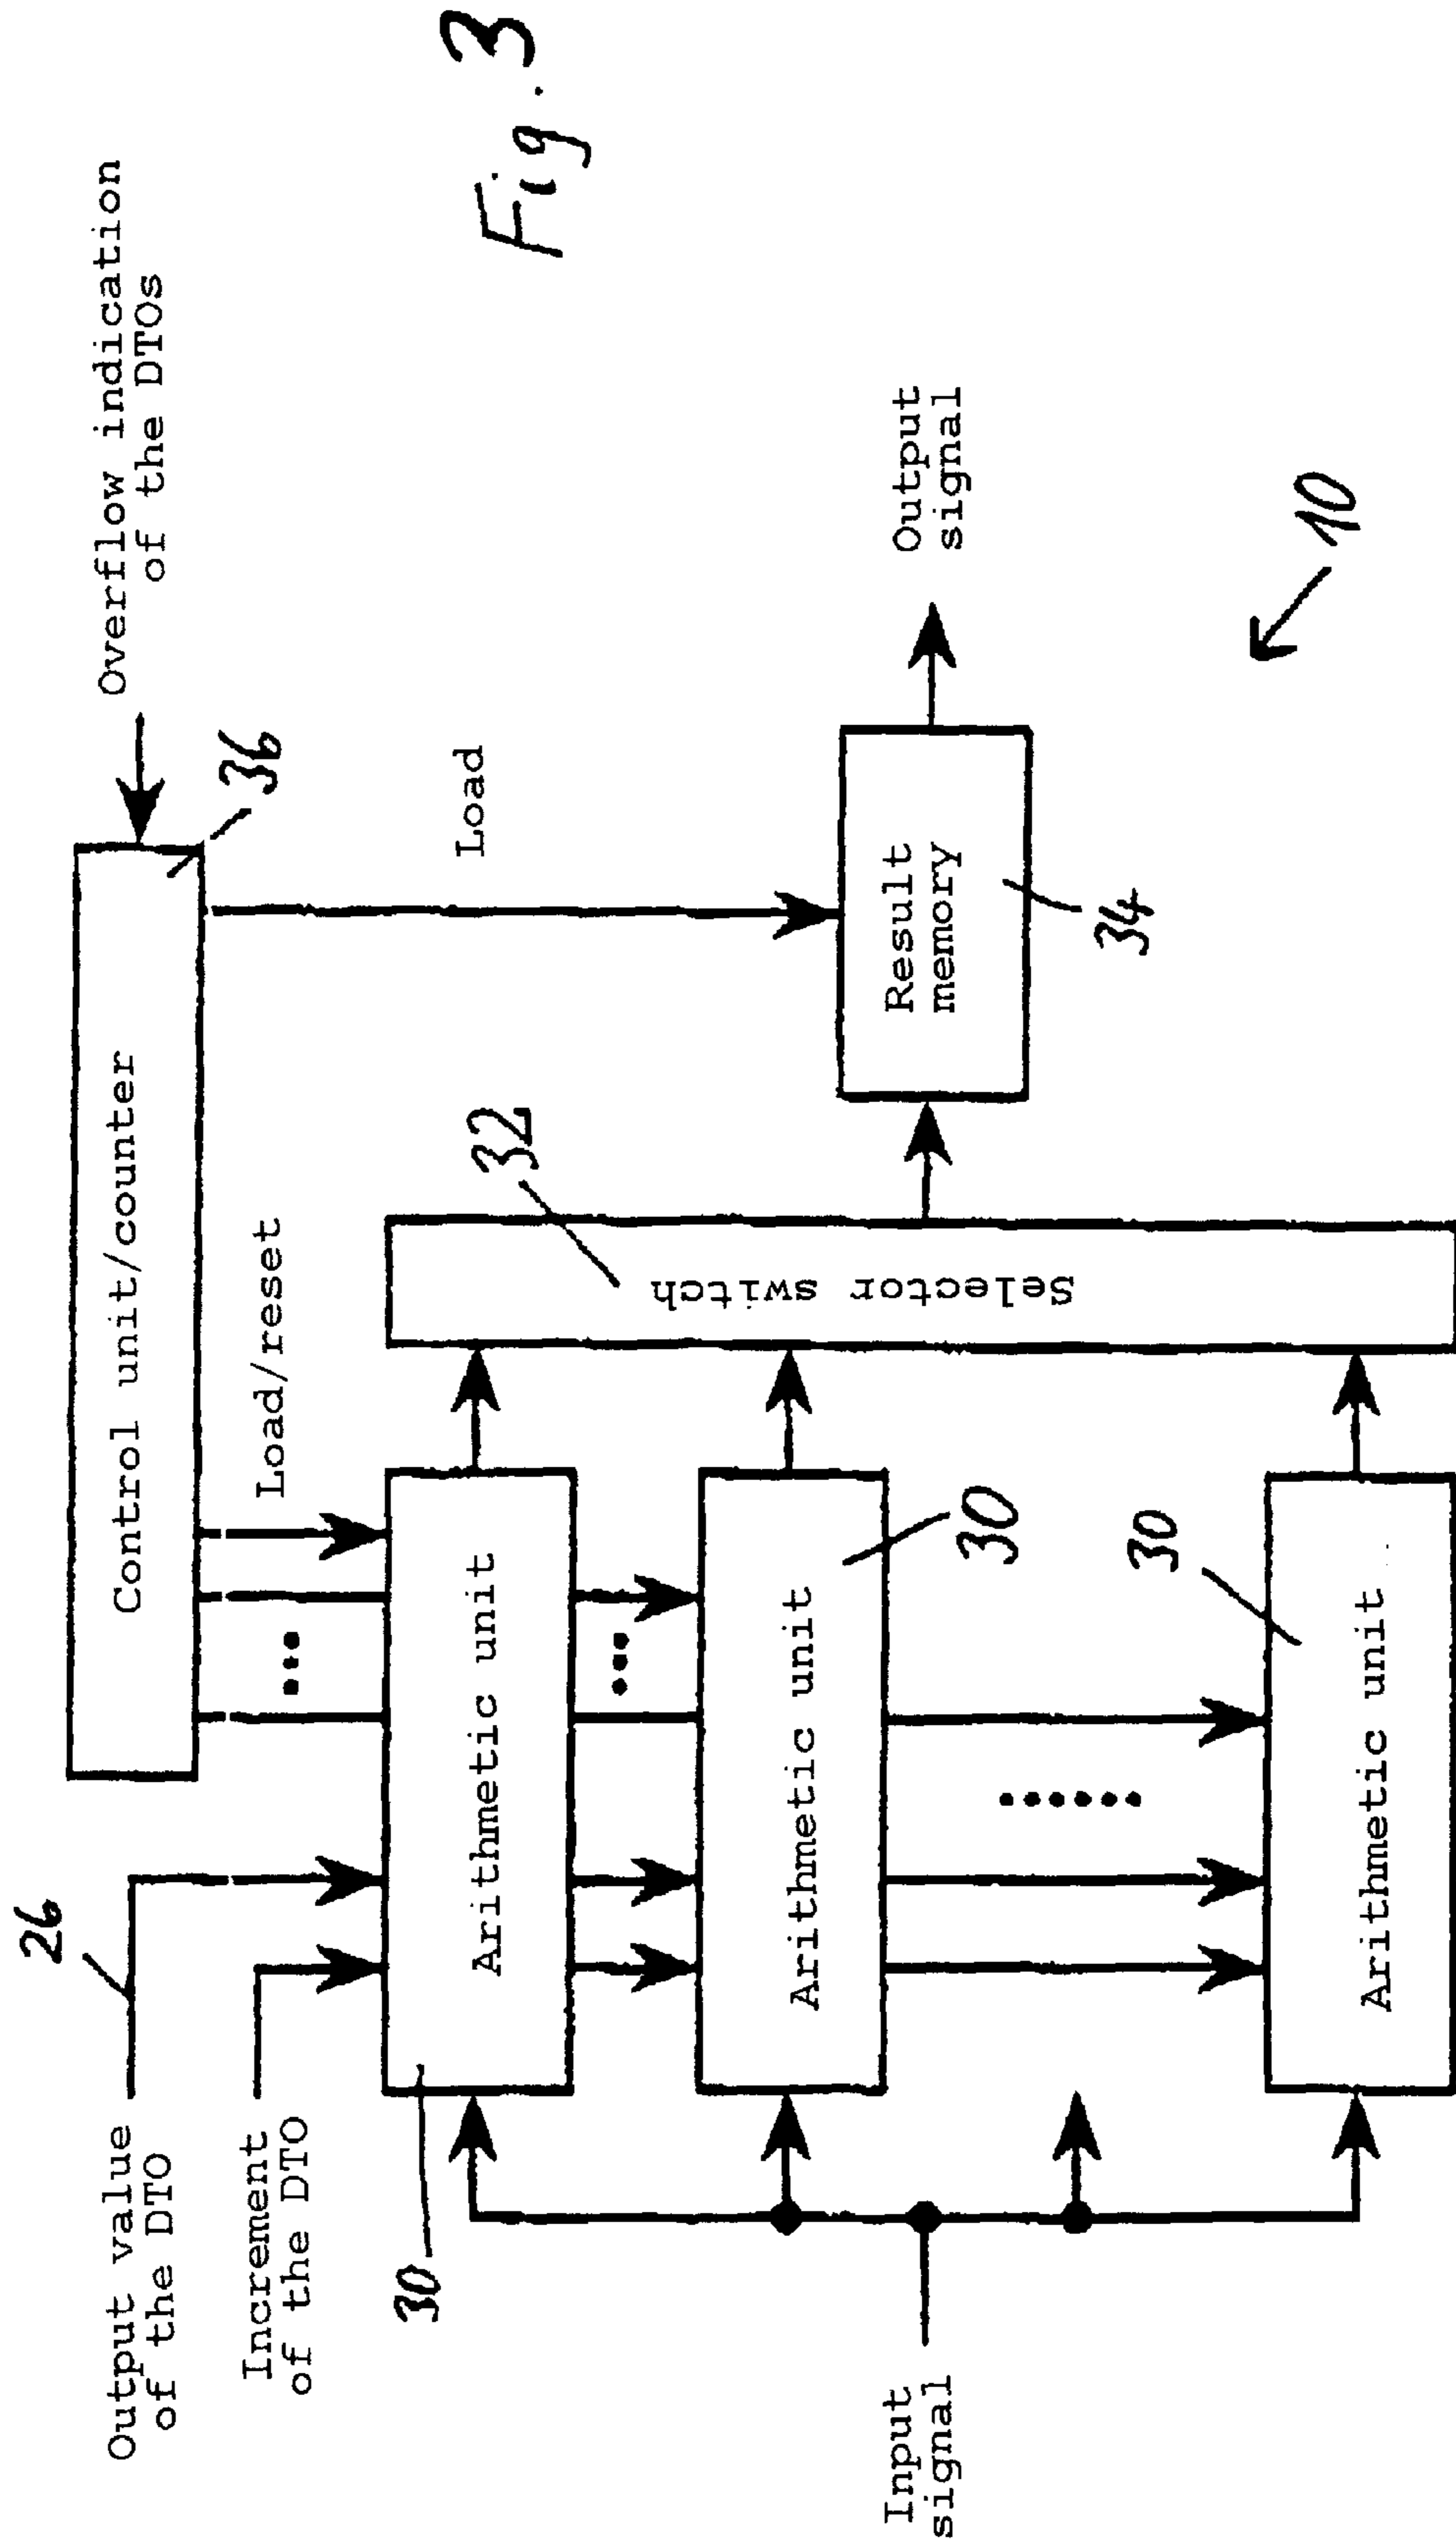 Output value
of the DTO
26
Increment
of the DTO
Control unit/counter
36
Overflow indication
of the DTOs
Load/reset
Load
Fig. 3
30
Arithmetic unit
32
Selector switch
Arithmetic unit
30
Result
memory
34
Output
signal
Input
signal
30
Arithmetic unit
10